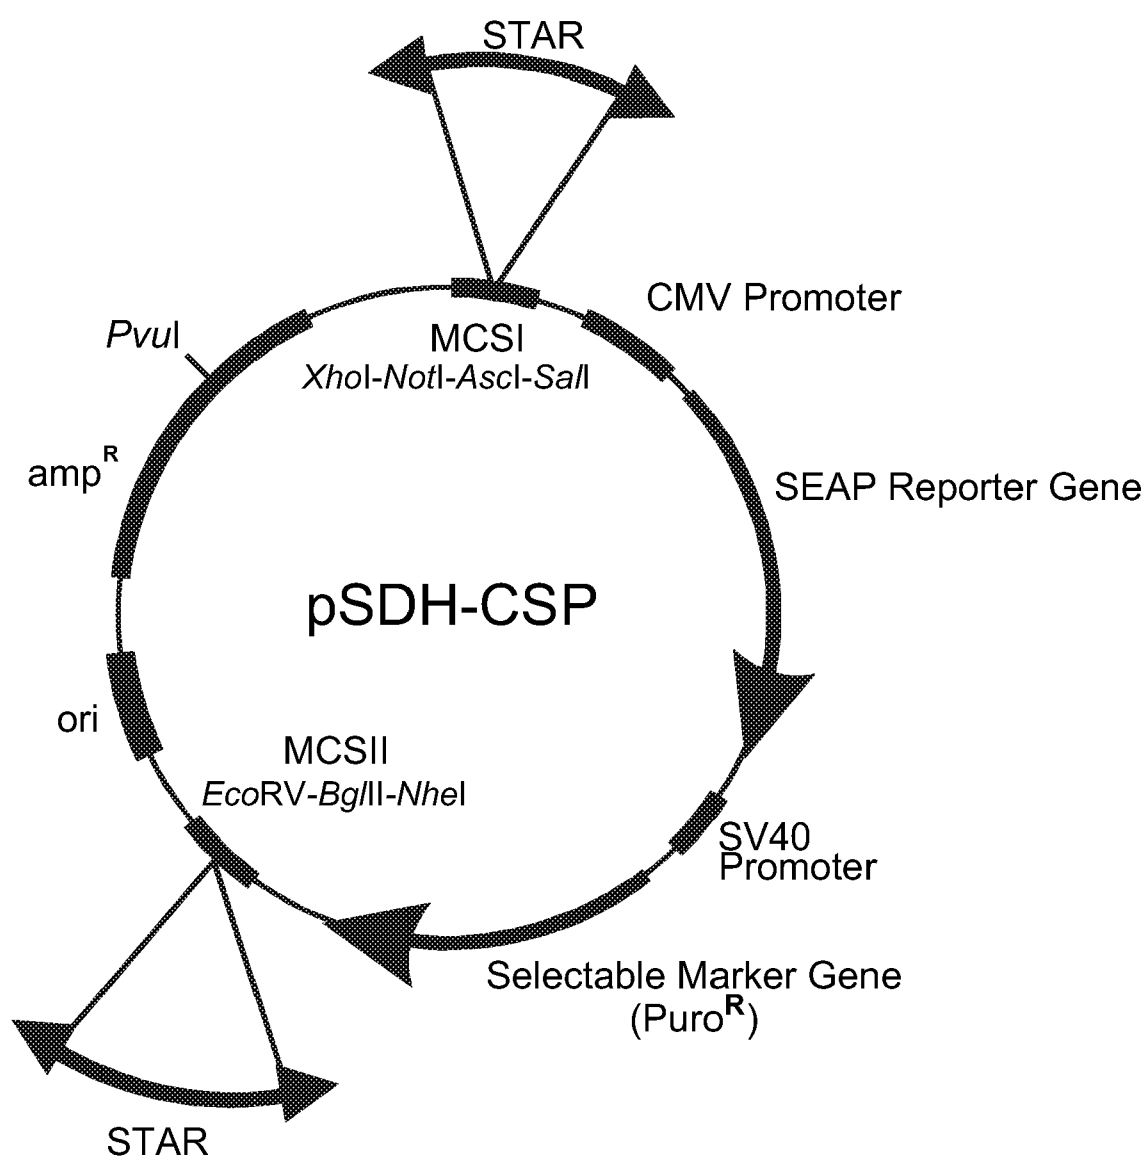 STAR
CMV Promoter
PvuI
MCSI
XhoI-NotI-AscI-SalI
ampR
SEAP Reporter Gene
pSDH-CSP
ori
MCSII
EcoRV-BglII-NheI
SV40
Promoter
Selectable Marker Gene
(PuroR)
STAR